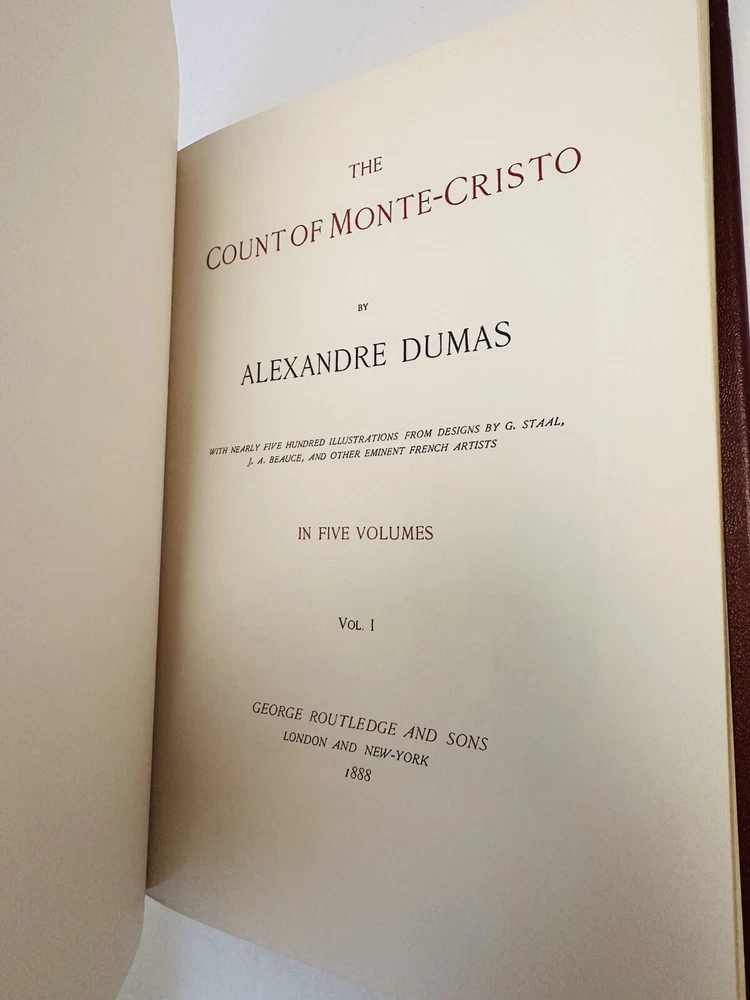 THE
COUNT OF MONTE-CRISTO
BY
ALEXANDRE DUMAS
WITH NEARLY FIVE HUNDRED ILLUSTRATIONS FROM DESIGNS BY G. STAAL,
J. A. BEAUCE, AND OTHER EMINENT FRENCH ARTISTS
IN FIVE VOLUMES
VOL. I
GEORGE ROUTLEDGE AND SONS
LONDON AND NEW-YORK
1888